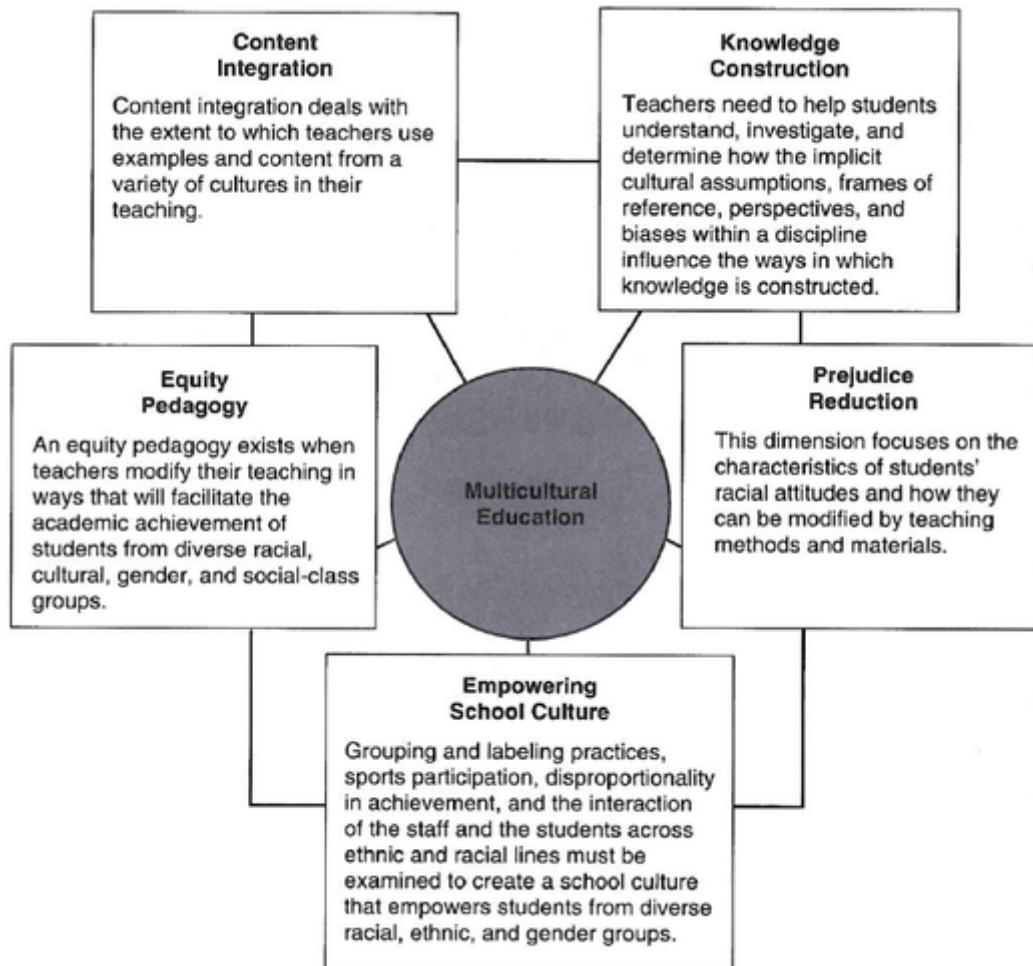 Content
Integration
Content integration deals with
the extent to which teachers use
examples and content from a
variety of cultures in their
teaching.
Knowledge
Construction
Teachers need to help students
understand, investigate, and
determine how the implicit
cultural assumptions, frames of
reference, perspectives, and
biases within a discipline
influence the ways in which
knowledge is constructed.
Equity
Pedagogy
An equity pedagogy exists when
teachers modify their teaching in
ways that will facilitate the
academic achievement of
students from diverse racial,
cultural, gender, and social-class
groups.
Multicultural
Education
Prejudice
Reduction
This dimension focuses on the
characteristics of students'
racial attitudes and how they
can be modified by teaching
methods and materials.
Empowering
School Culture
Grouping and labeling practices,
sports participation, disproportionality
in achievement, and the interaction
of the staff and the students across
ethnic and racial lines must be
examined to create a school culture
that empowers students from diverse
racial, ethnic, and gender groups.